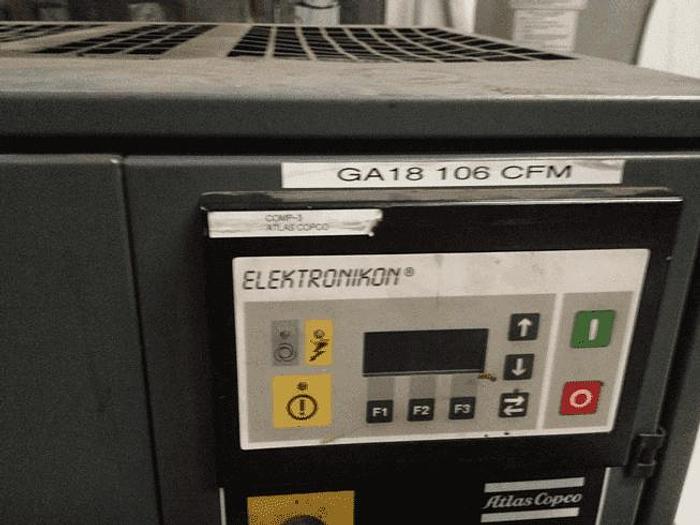 GA18 106 CFM
COMP-3
ATLAS COPCO
ELEKTRONIKON®
F1 F2 F3
Atlas Copco